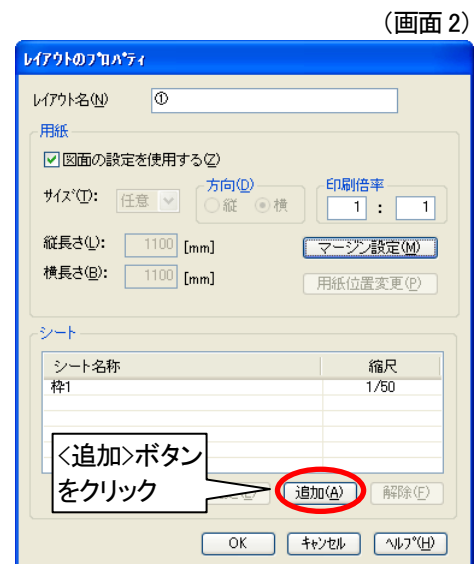 (画面 2)
レイアウトのプロパティ
レイアウト名(N) ①
用紙
図面の設定を使用する(Z)
サイズ(T): 任意 方向(D) 縦 横 印刷倍率 1 : 1
縦長さ(L): 1100 [mm] マージン設定(M)
横長さ(B): 1100 [mm] 用紙位置変更(P)
シート
シート名称 縮尺
枠1 1/50
<追加>ボタン
をクリック
追加(A) 解除(F)
OK キャンセル ヘルプ(H)